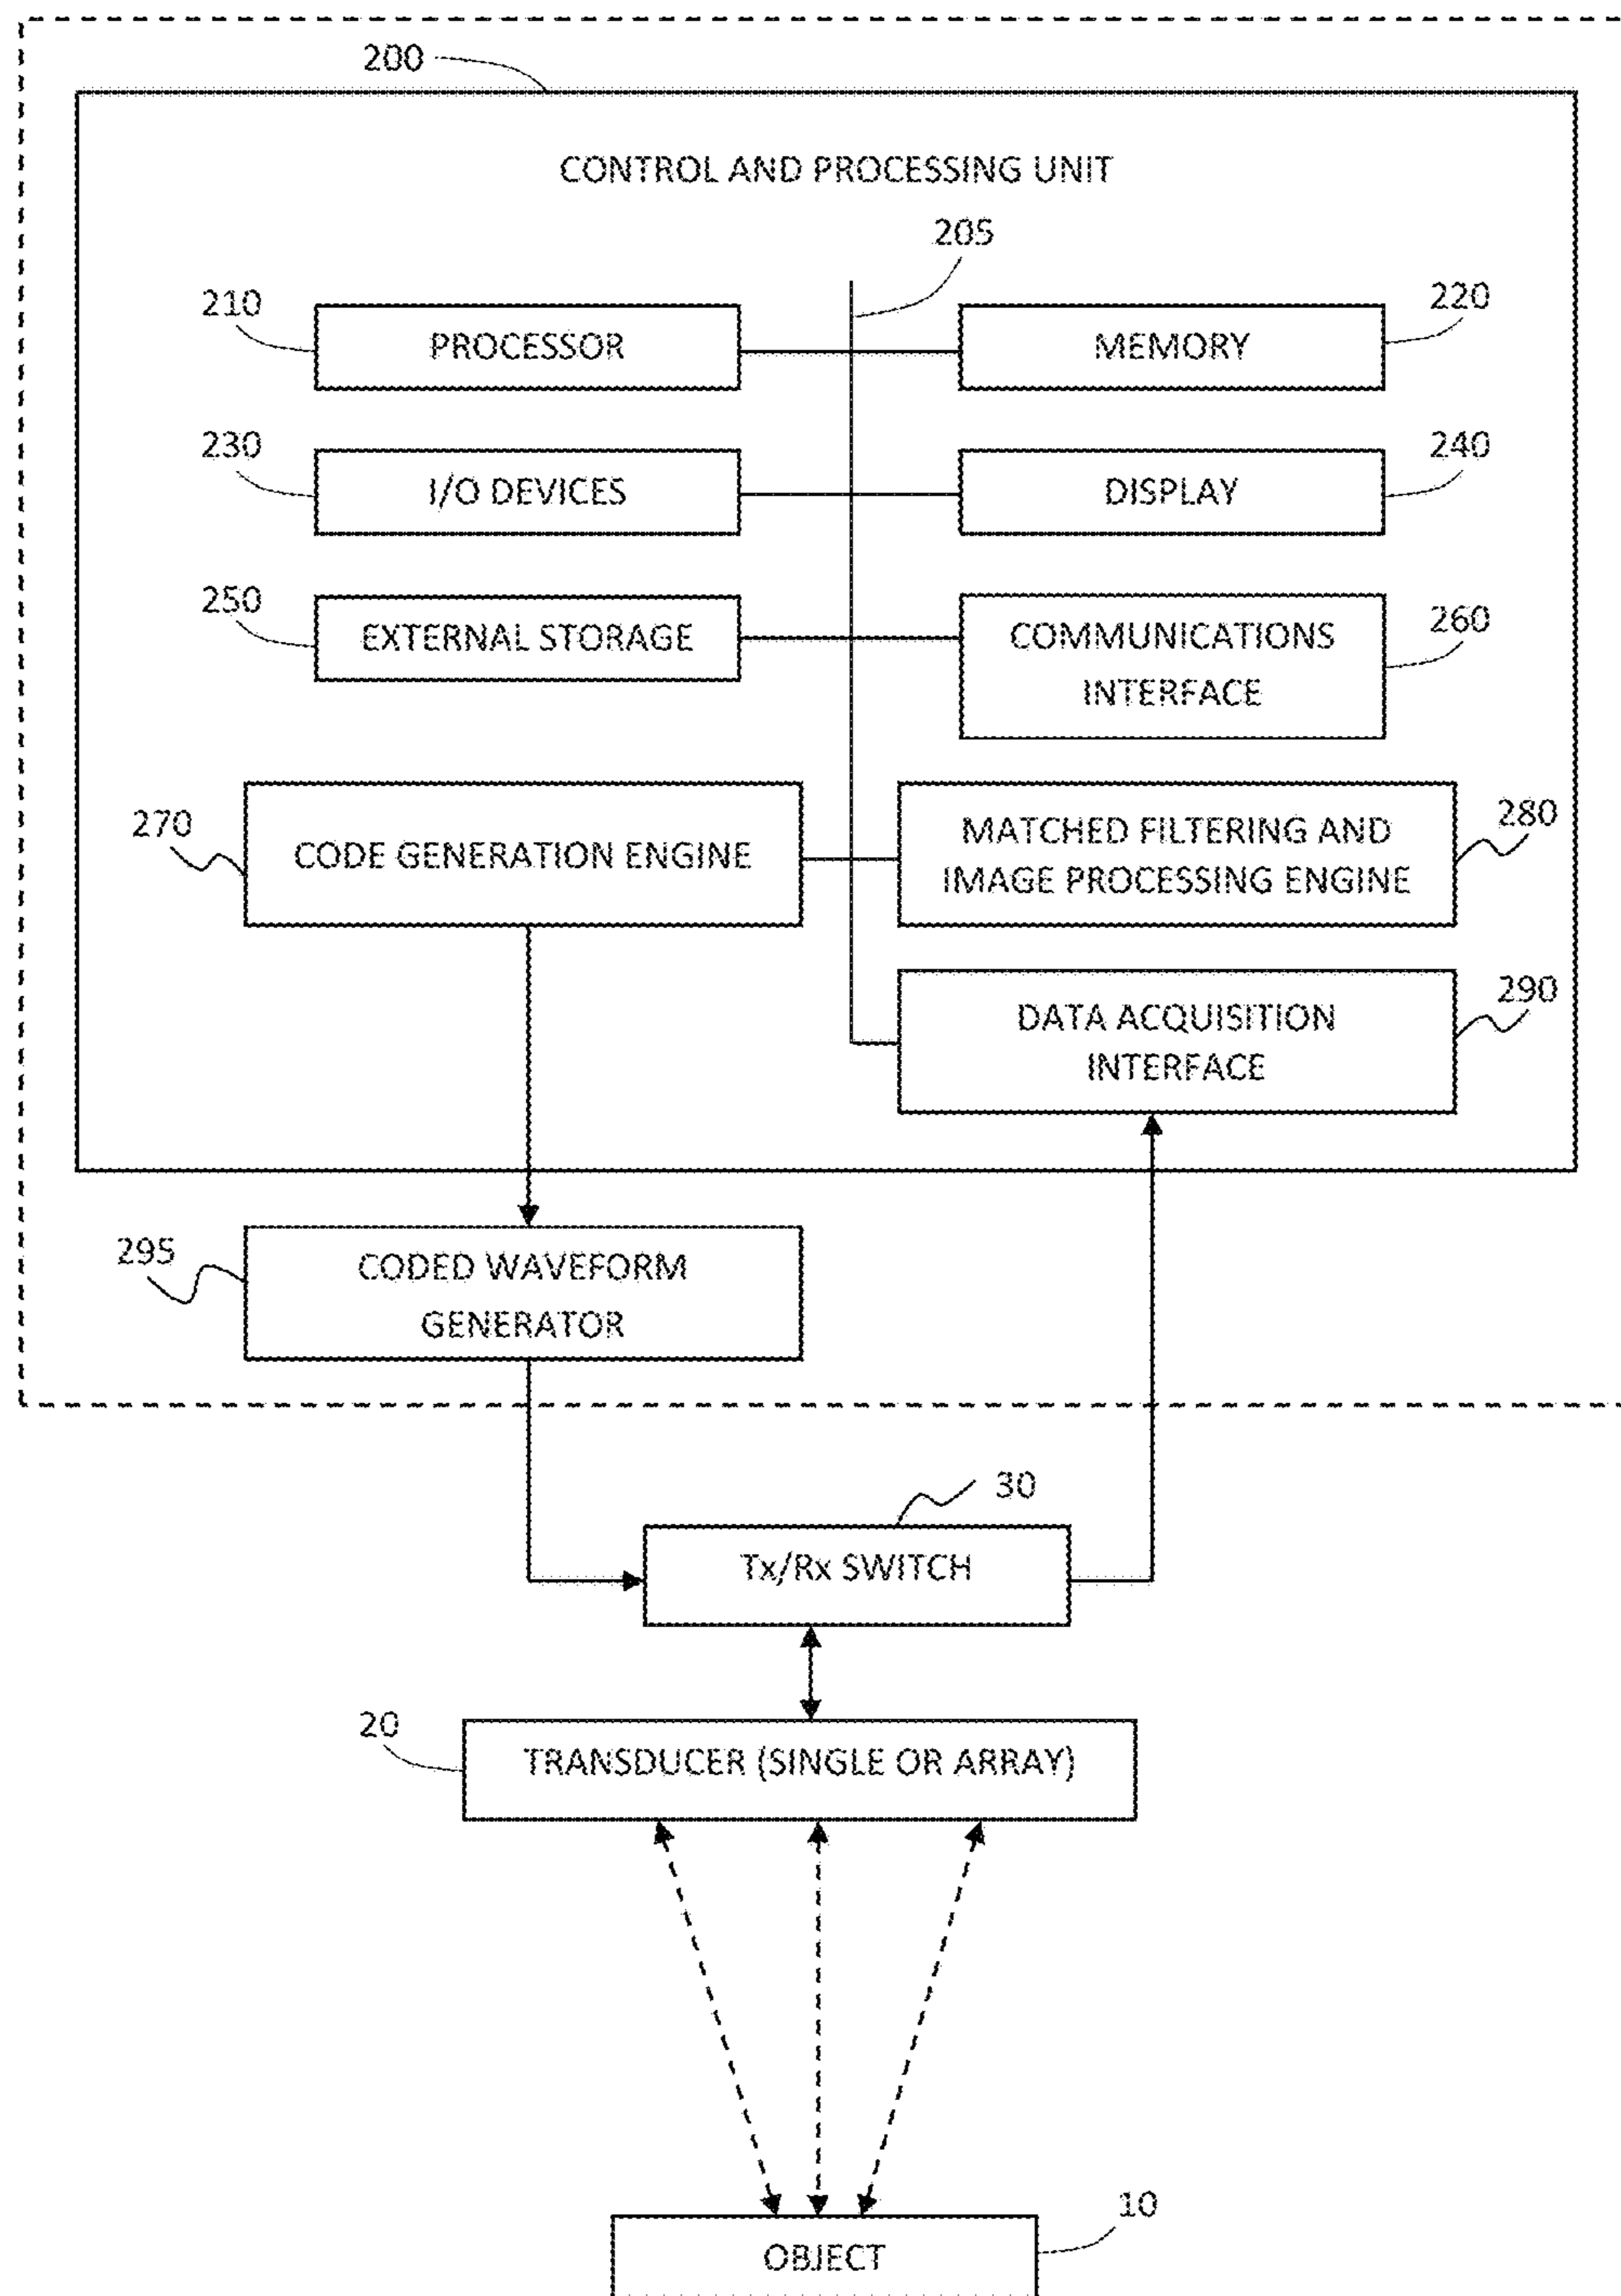 200
CONTROL AND PROCESSING UNIT
205
210
PROCESSOR
MEMORY
220
230
I/O DEVICES
DISPLAY
240
250
EXTERNAL STORAGE
COMMUNICATIONS
INTERFACE
260
270
CODE GENERATION ENGINE
MATCHED FILTERING AND
IMAGE PROCESSING ENGINE
280
DATA ACQUISITION
INTERFACE
290
295
CODED WAVEFORM
GENERATOR
30
Tx/Rx SWITCH
20
TRANSDUCER (SINGLE OR ARRAY)
10
OBJECT